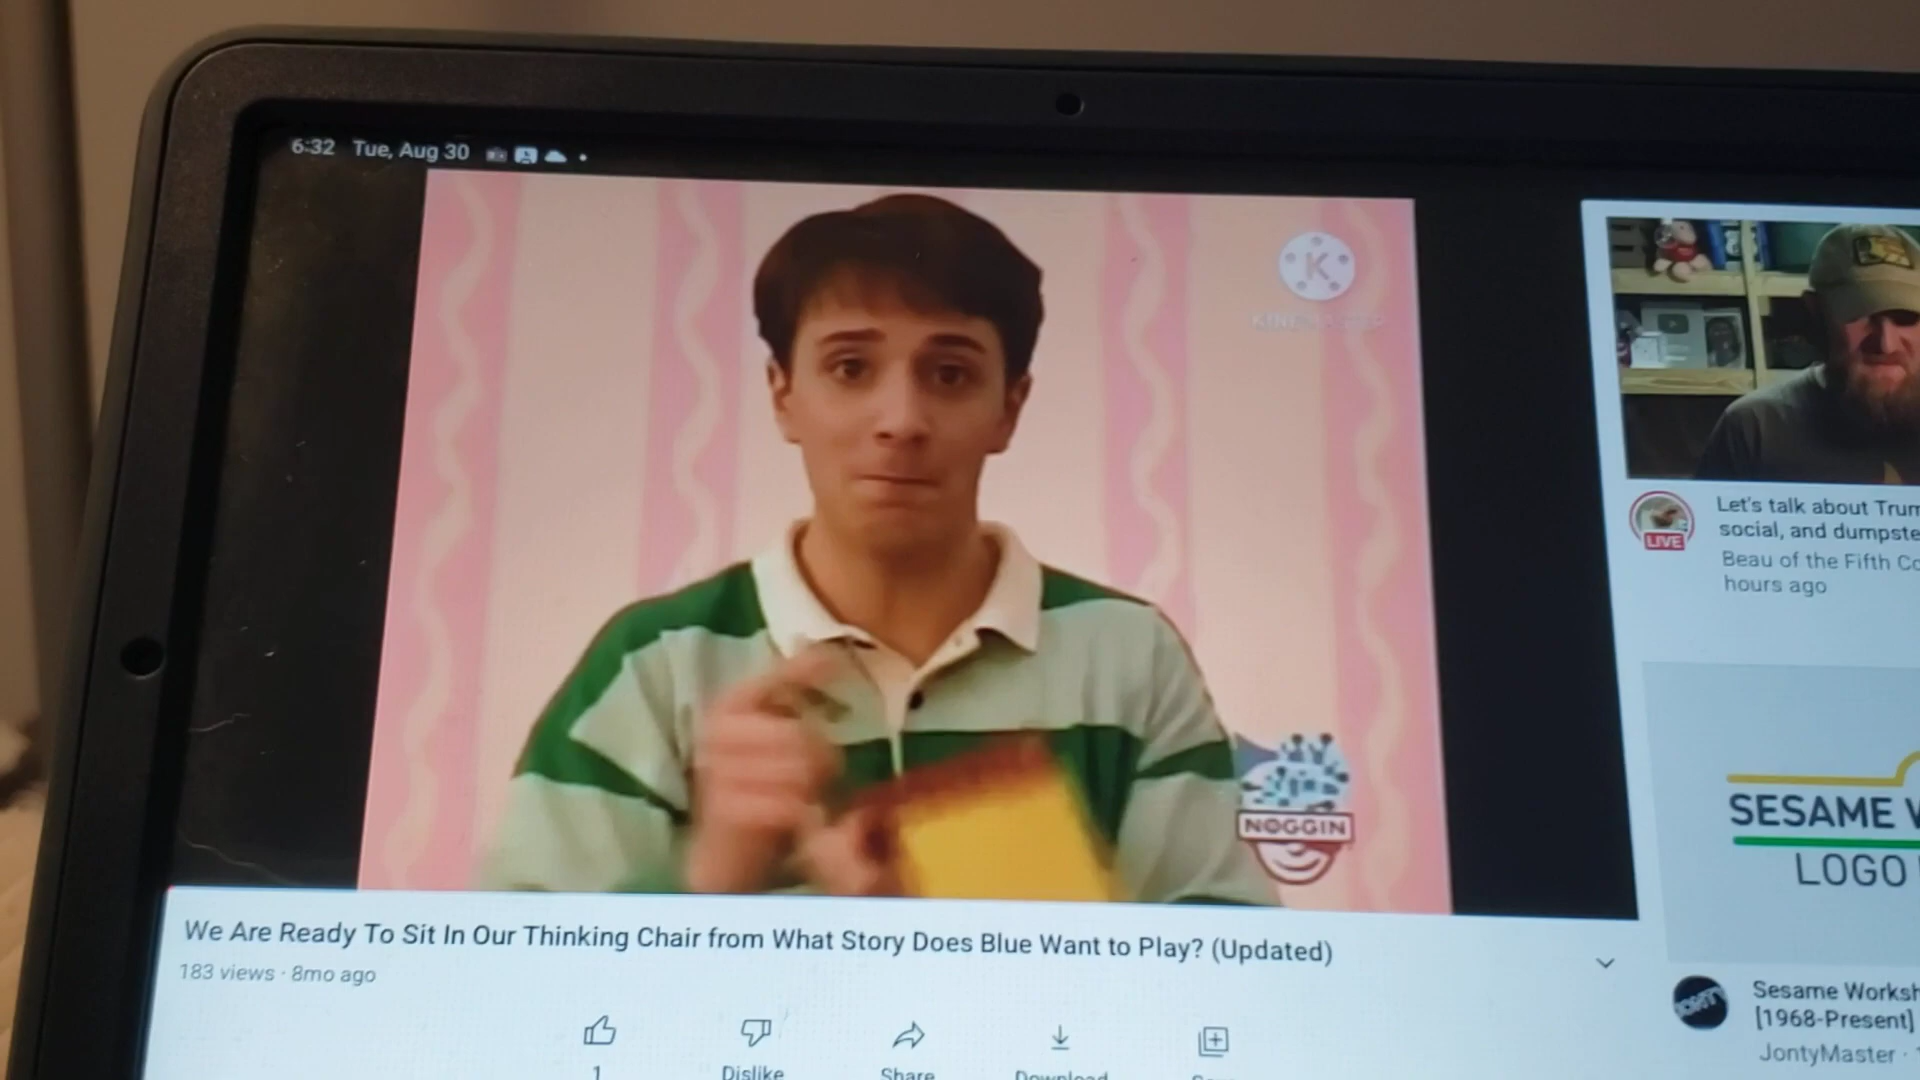 6:32 Tue, Aug 30
K
KINEMASTER
NOGGIN
We Are Ready To Sit In Our Thinking Chair from What Story Does Blue Want to Play? (Updated)
183 views · 8mo ago
1
Dislike
Share
Download
Let's talk about Trum
social, and dumpste
Beau of the Fifth Co
hours ago
LIVE
SESAME W
LOGO
Sesame Worksh
[1968-Present]
JontyMaster ·